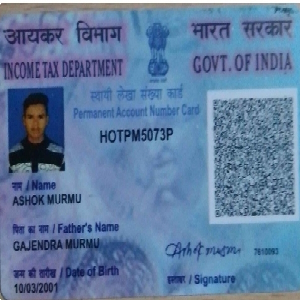 आयकर विभाग
भारत सरकार
INCOME TAX DEPARTMENT
GOVT. OF INDIA
स्थायी लेखा संख्या कार्ड
Permanent Account Number Card
HOTPM5073P
नाम / Name
ASHOK MURMU
पिता का नाम / Father's Name
GAJENDRA MURMU
जन्म की तारीख / Date of Birth
10/03/2001
Ashok murmu
हस्ताक्षर / Signature